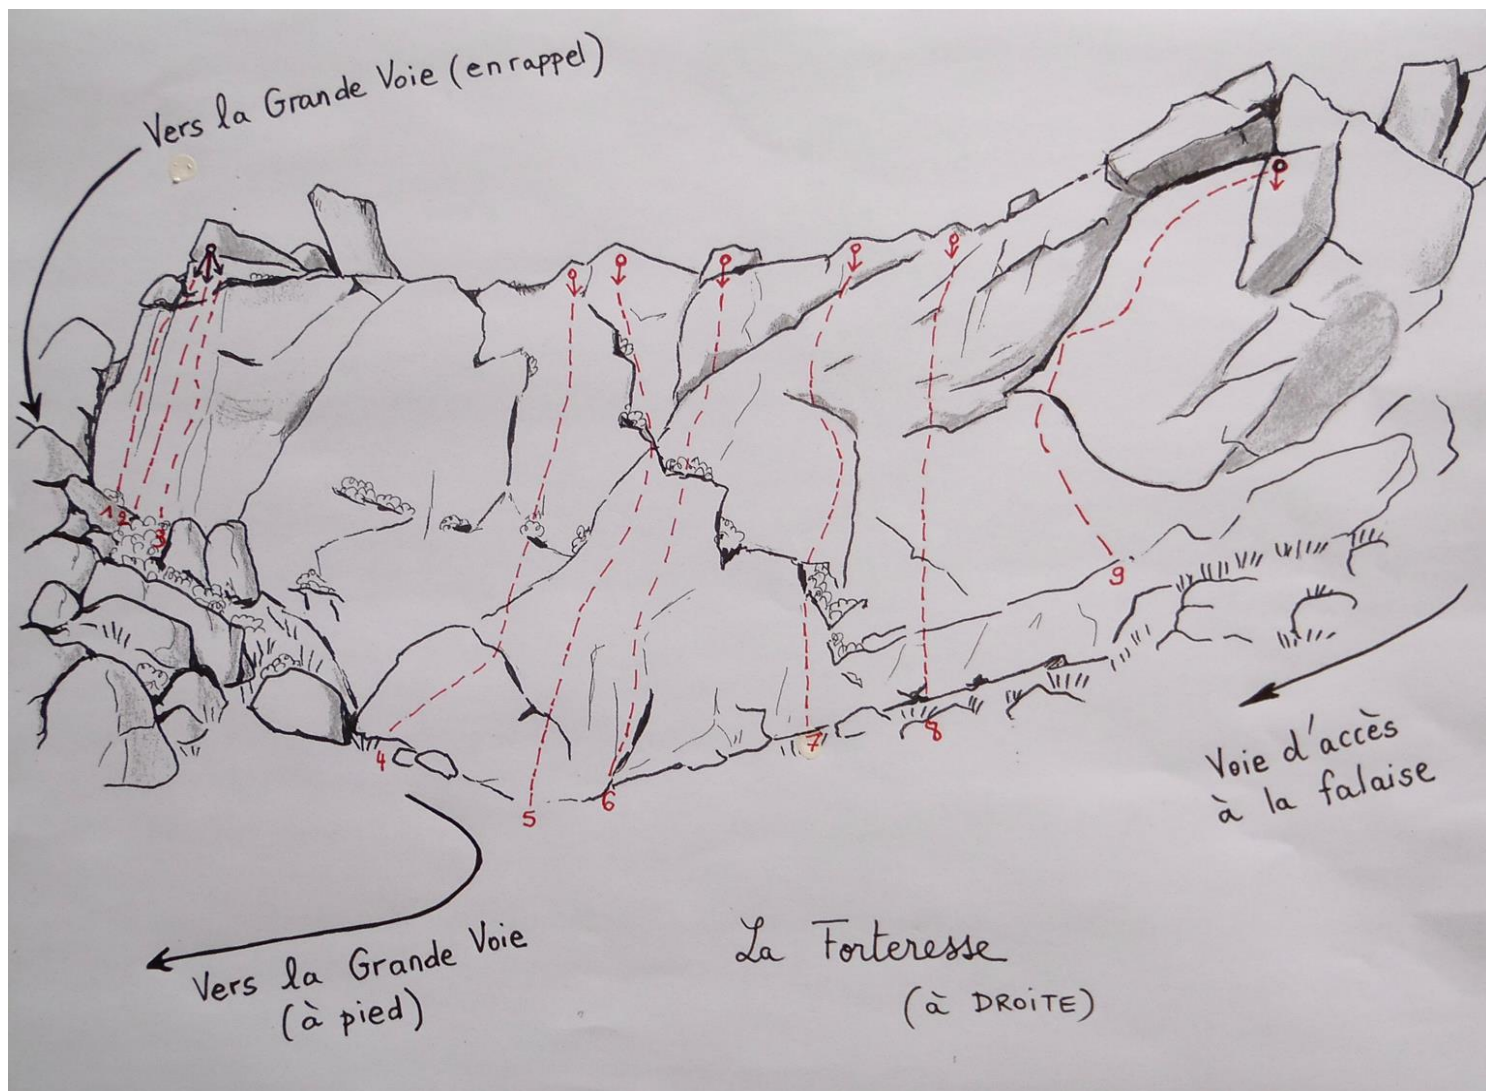 Vers la Grande Voie (en rappel)
1 2
3
4
5
6
7
8
9
Voie d'accès
à la falaise
Vers la Grande Voie
(à pied)
La Forteresse
(à DROiTE)